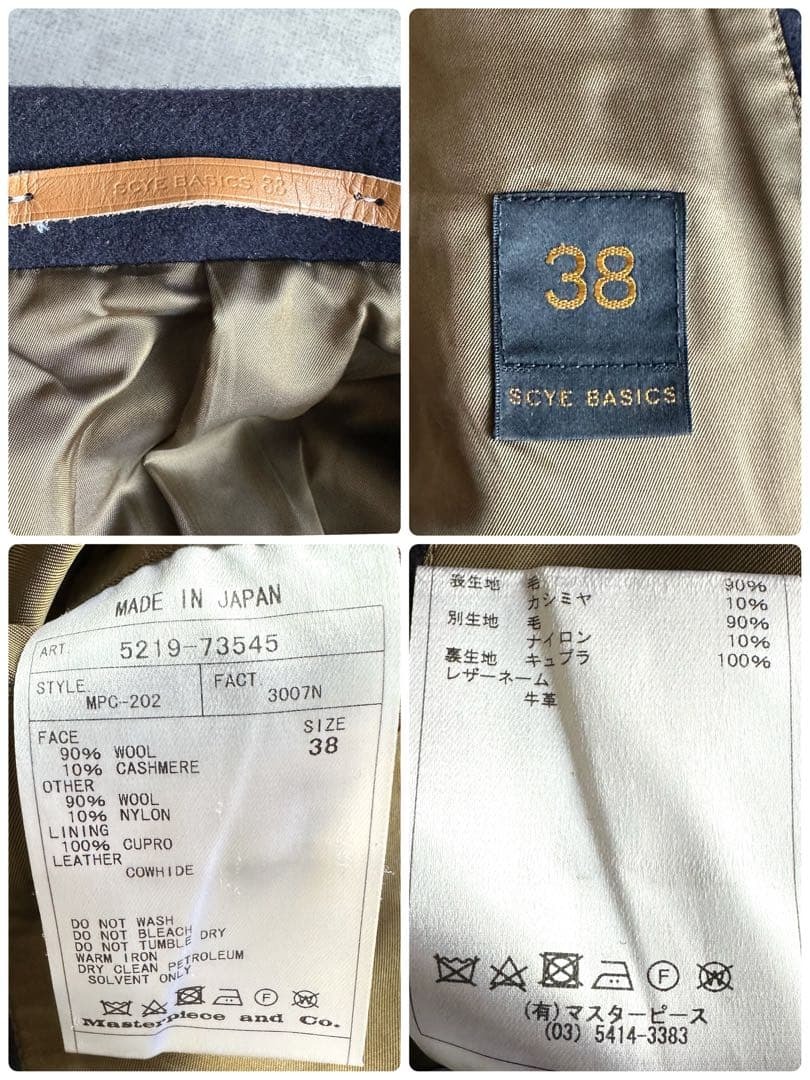 SCYE BASICS 38
38
SCYE BASICS
MADE IN JAPAN
ART. 5219-73545
STYLE MPC-202
FACT 3007N
SIZE
38
FACE
90% WOOL
10% CASHMERE
OTHER
90% WOOL
10% NYLON
LINING
100% CUPRO
LEATHER
COWHIDE
DO NOT WASH
DO NOT BLEACH
DO NOT TUMBLE DRY
WARM IRON
DRY CLEAN PETROLEUM
SOLVENT ONLY
F W
Masterpiece and Co.
表生地 毛 90%
カシミヤ 10%
別生地 毛 90%
ナイロン 10%
裏生地 キュプラ 100%
レザーネーム
牛革
F W
(有)マスターピース
(03) 5414-3383